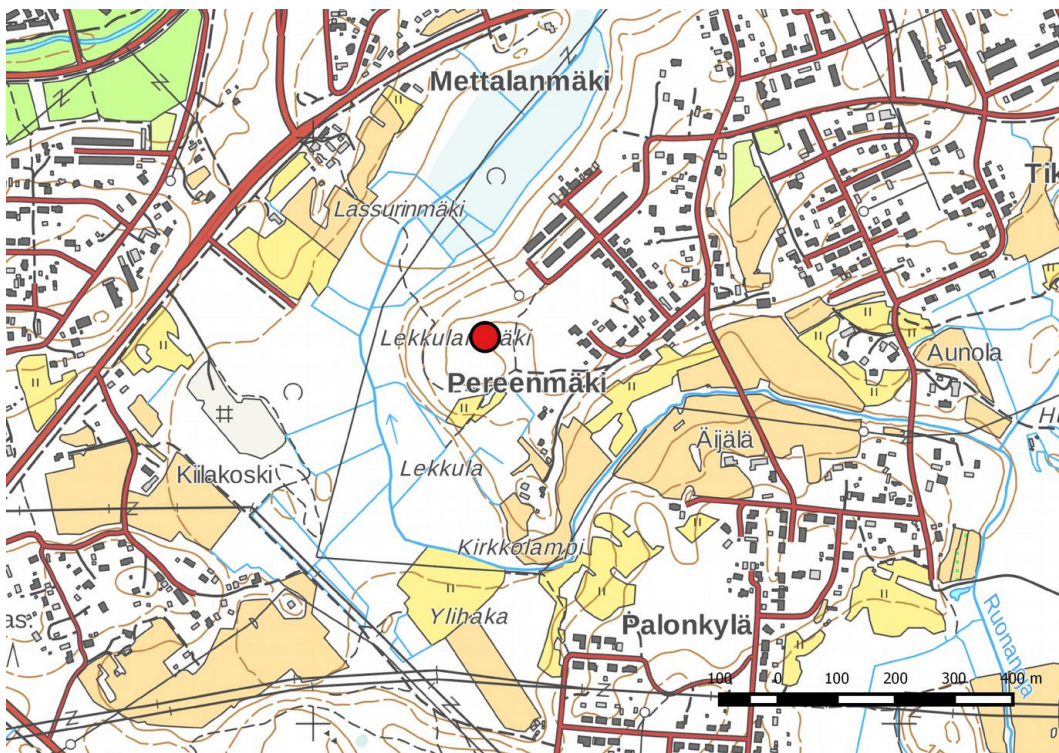 Mettalanmäki
Tik
Lassurinmäki
Lekkulanmäki
Aunola
Pereenmäki
Äijälä
Lekkula
Kiilakoski
Kirkkolampi
Ylihaka
Palonkylä
as.
Ruonanoja
100 0 100 200 300 400 m